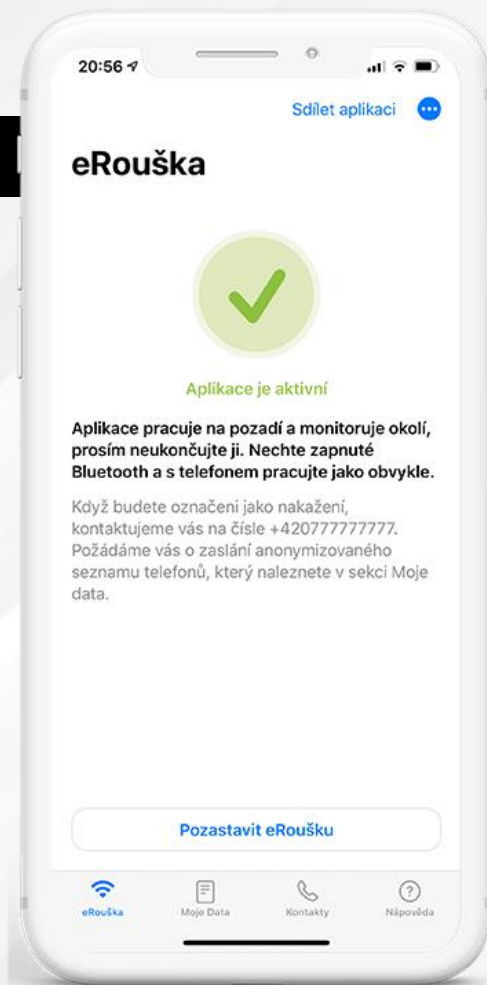 20:56
Sdílet aplikaci
eRouška
Aplikace je aktivní
Aplikace pracuje na pozadí a monitoruje okolí,
prosím neukončujte ji. Nechte zapnuté
Bluetooth a s telefonem pracujte jako obvykle.
Když budete označeni jako nakažení,
kontaktujeme vás na čísle +420777777777.
Požádáme vás o zaslání anonymizovaného
seznamu telefonů, který naleznete v sekci Moje
data.
Pozastavit eRoušku
eRouška Moje Data Kontakty Nápověda